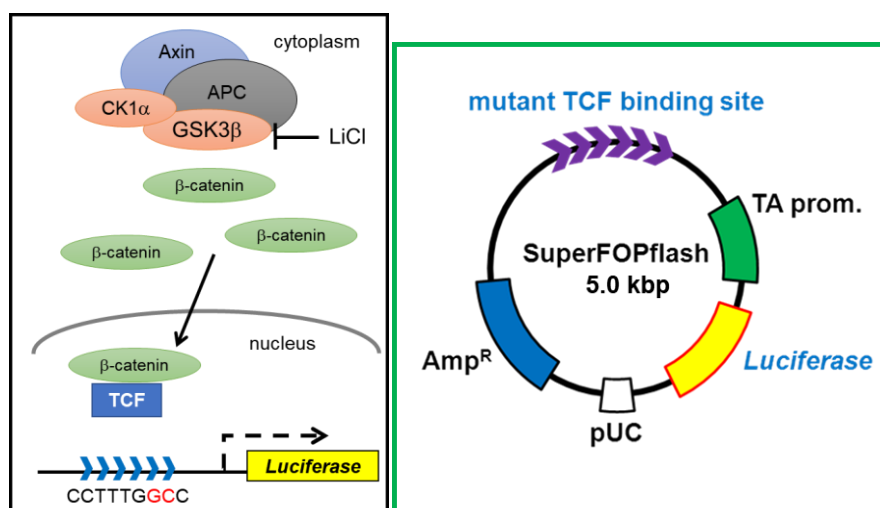 cytoplasm
Axin
APC
CK1α
GSK3β
LiCl
β-catenin
β-catenin
β-catenin
nucleus
β-catenin
TCF
Luciferase
CCTTTGGCC
mutant TCF binding site
TA prom.
SuperFOPflash
5.0 kbp
Amp^R
Luciferase
pUC